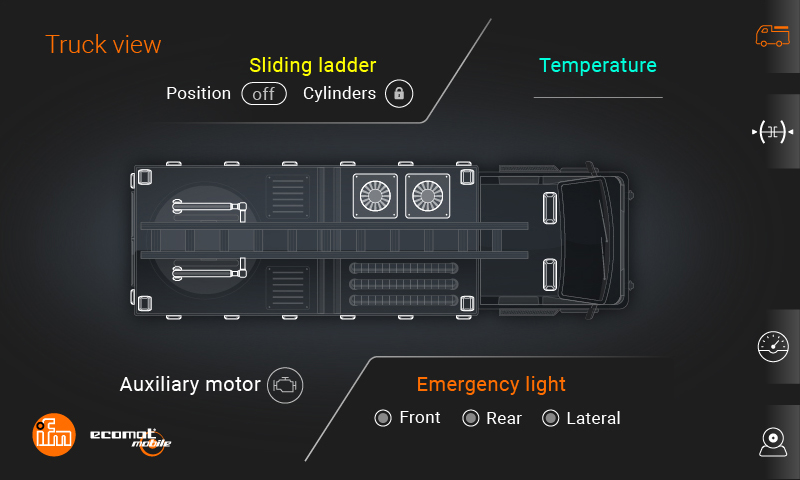 Truck view
Sliding ladder
Position off Cylinders
Temperature
Auxiliary motor
Emergency light
Front Rear Lateral
ifm ecomat mobile